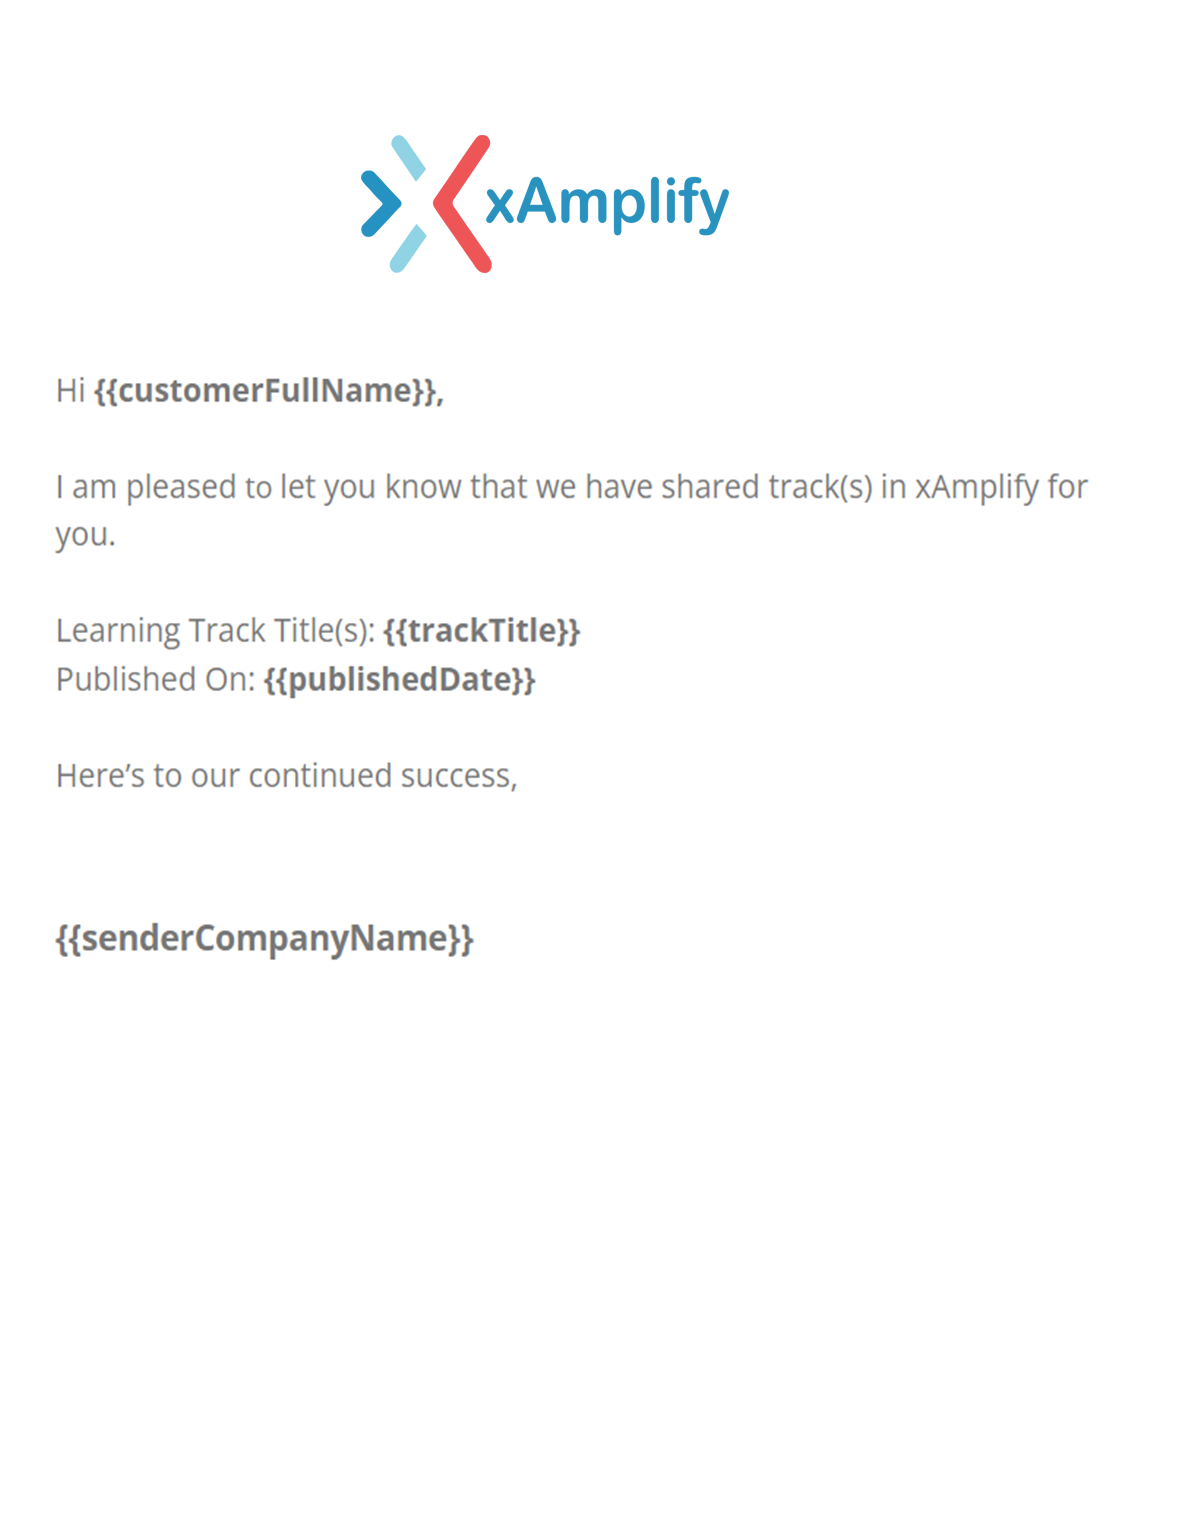 xAmplify
Hi {{customerFullName}},
I am pleased to let you know that we have shared track(s) in xAmplify for
you.
Learning Track Title(s): {{trackTitle}}
Published On: {{publishedDate}}
Here’s to our continued success,
{{senderCompanyName}}